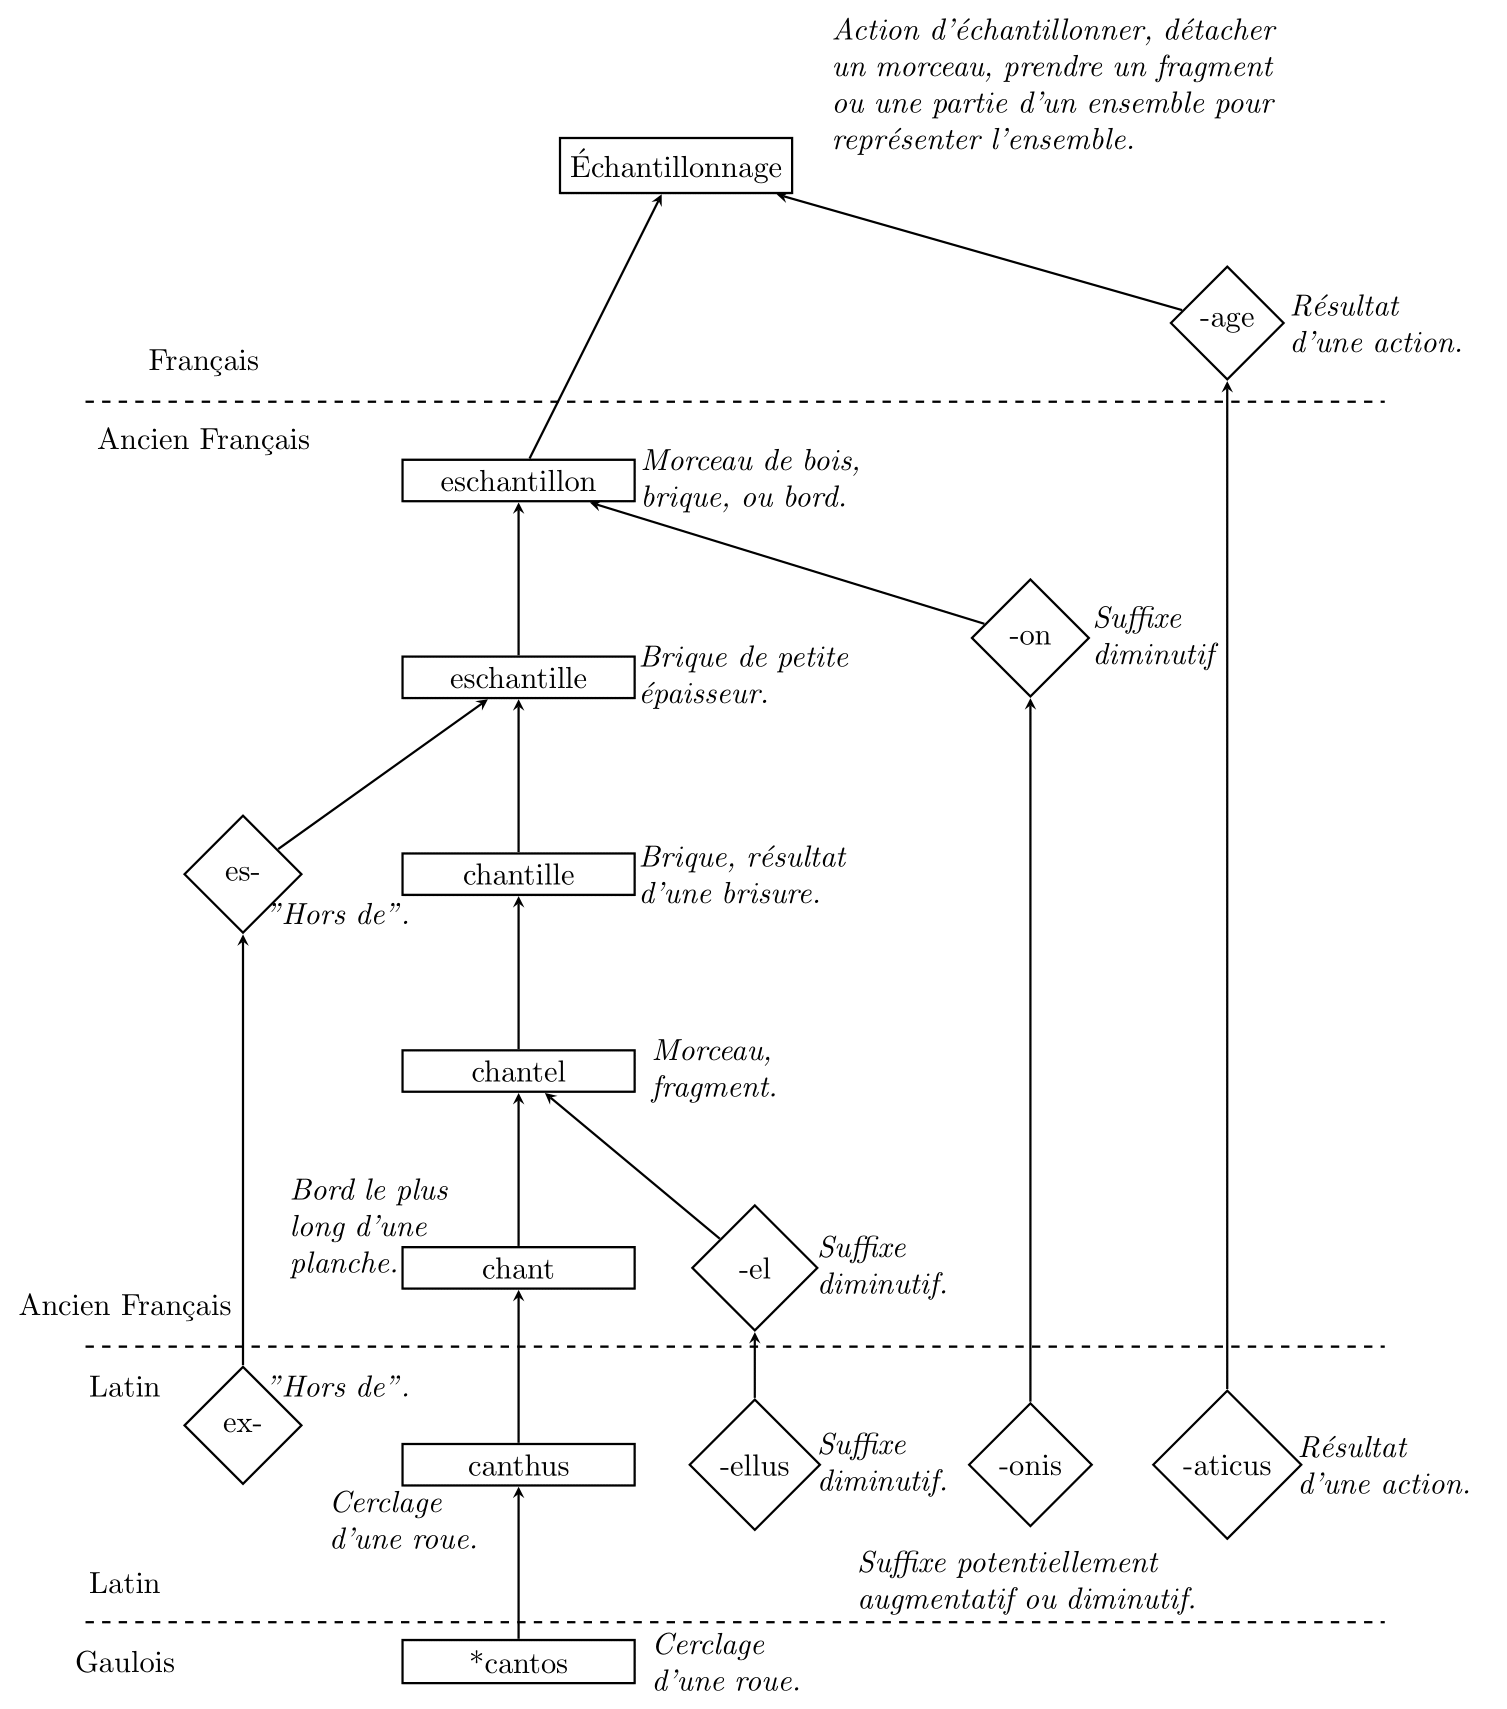 Action d'échantillonner, détacher
un morceau, prendre un fragment
ou une partie d'un ensemble pour
représenter l'ensemble.
Échantillonnage
-age
Résultat
d'une action.
Français
Ancien Français
eschantillon
Morceau de bois,
brique, ou bord.
-on
Suffixe
diminutif
eschantille
Brique de petite
épaisseur.
es-
"Hors de".
chantille
Brique, résultat
d'une brisure.
chantel
Morceau,
fragment.
Bord le plus
long d'une
planche.
chant
-el
Suffixe
diminutif.
Ancien Français
Latin
ex-
"Hors de".
canthus
Cerclage
d'une roue.
-ellus
Suffixe
diminutif.
-onis
Suffixe potentiellement
augmentatif ou diminutif.
-aticus
Résultat
d'une action.
Latin
Gaulois
*cantos
Cerclage
d'une roue.